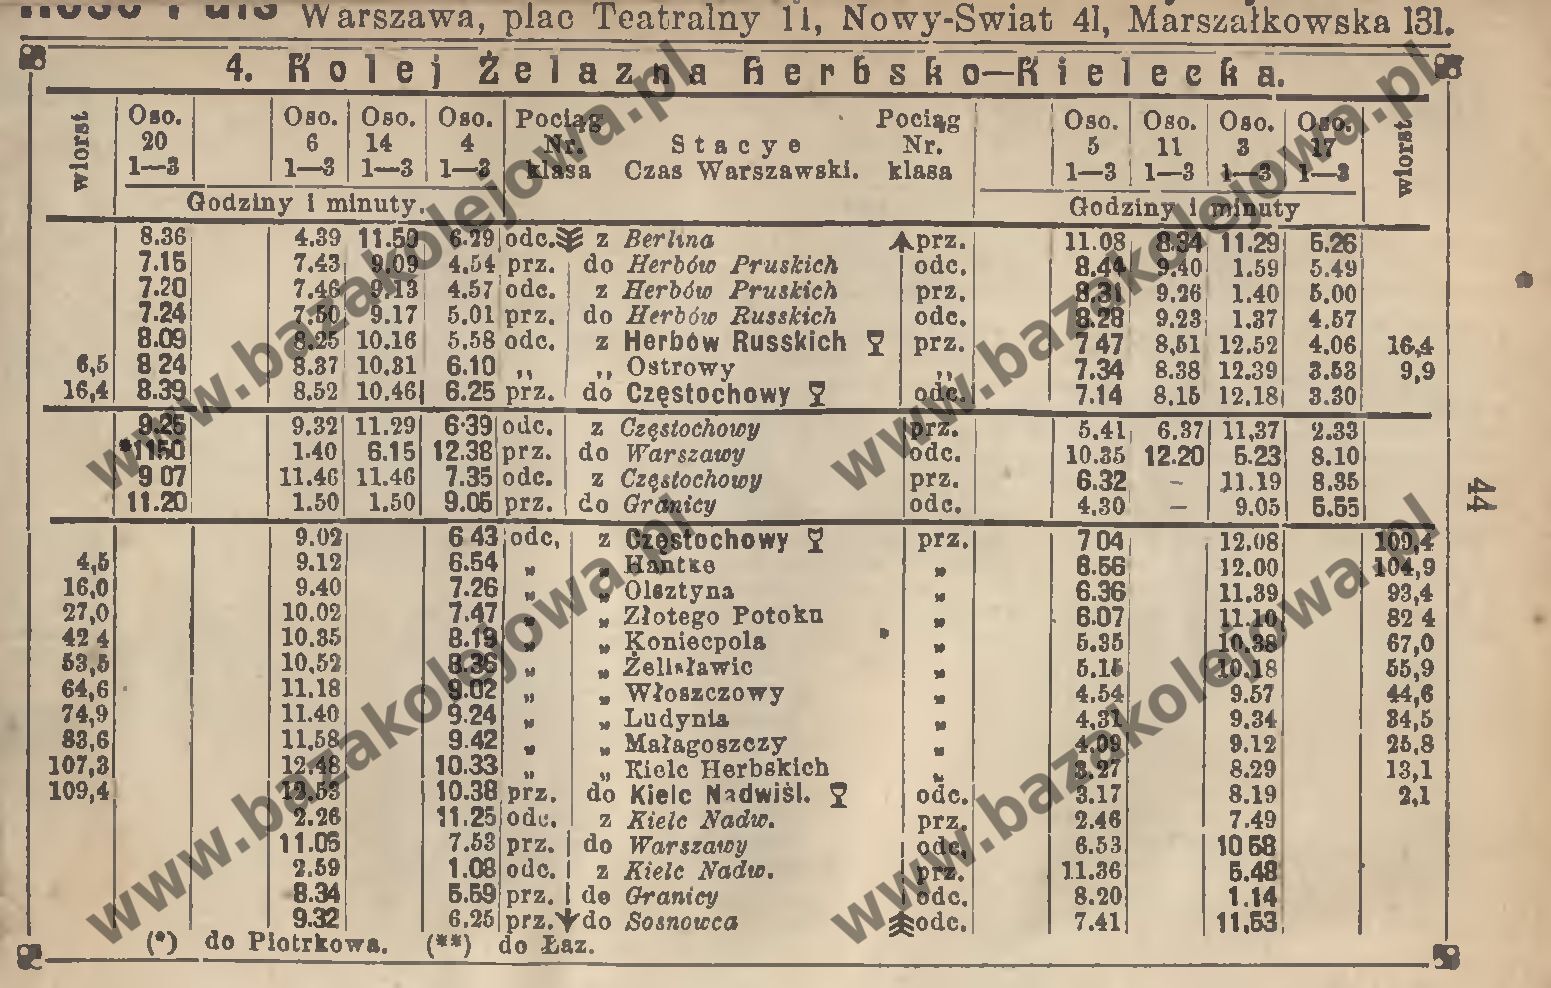 Warszawa, plac Teatralny 11, Nowy-Swiat 41, Marszałkowska 131.
4. Kolej Żelazna Herbsko—Kielecka.
wiorst Oso. Oso. Oso. Oso. Pociąg Pociąg Oso. Oso. Oso. Oso. wiorst
20 6 14 4 Nr. Stacye Nr. 5 11 3 17
1—3 1—3 1—3 1—3 klasa Czas Warszawski. klasa 1—3 1—3 1—3 1—3
Godziny i minuty. Godziny i minuty
8.36 4.39 11.59 6.29 odc. z Berlina prz. 11.08 8.34 11.29 5.26
7.15 7.43 9.09 4.54 prz. do Herbów Pruskich odc. 8.44 9.40 1.59 5.49
7.20 7.46 9.13 4.57 odc. z Herbów Pruskich prz. 8.31 9.26 1.40 5.00
7.24 7.50 9.17 5.01 prz. do Herbów Russkich odc. 8.28 9.23 1.37 4.57
8.09 8.25 10.16 5.58 odc. z Herbów Russkich prz. 7 47 8,51 12.52 4.06 16,4
6,5 8 24 8.37 10.31 6.10 ,, ,, Ostrowy ,, 7.34 8.38 12.39 3.53 9,9
16,4 8.39 8.52 10.46 6.25 prz. do Częstochowy odc. 7.14 8.15 12.18 3.30
9.25 9.32 11.29 6.39 odc. z Częstochowy prz. 5.41 6.37 11,37 2.33
*1150 1.40 6.15 12.38 prz. do Warszawy odc. 10.35 12.20 5.23 8.10
9 07 11.46 11.46 7.35 odc. z Częstochowy prz. 6.32 — 11.19 8.35
11.20 1.50 1.50 9.05 prz. do Granicy odc. 4.30 — 9.05 5.55
9.02 6 43 odc, z Częstochowy prz. 7 04 12.08 109,4
4,5 9.12 6.54 „ „ Hantke „ 6.56 12.00 104,9
16,0 9.40 7.26 „ „ Olsztyna „ 6.36 11.39 93,4
27,0 10.02 7.47 „ „ Złotego Potoku „ 6.07 11.10 82 4
42 4 10.35 8.19 „ „ Koniecpola „ 5.35 10.38 67,0
53,5 10,52 8.36 „ „ Żelisławic „ 5.15 10.18 55,9
64,6 11.18 9.02 „ „ Włoszczowy „ 4.54 9.57 44,6
74,9 11.40 9.24 „ „ Ludynia „ 4.31 9.34 34,5
83,6 11.58 9.42 „ „ Małagoszczy „ 4.09 9.12 25,8
107,3 12.48 10.33 „ „ Kielc Herbskich „ 3.27 8.29 13,1
109,4 12.53 10.38 prz. do Kielc Nadwiśl. odc. 3.17 8.19 2,1
2.26 11.25 odc. z Kielc Nadw. prz. 2.46 7.49
11.05 7.53 prz. do Warszawy odc. 6.53 10 58
2.59 1.08 odc. z Kielc Nadw. prz. 11.36 5.48
8.34 5.59 prz. do Granicy odc. 8.20 1.14
9.32 6.25 prz. do Sosnowca odc. 7.41 11,53
(*) do Piotrkowa. (**) do Łaz.
44
www.bazakolejowa.pl
www.bazakolejowa.pl
www.bazakolejowa.pl
www.bazakolejowa.pl